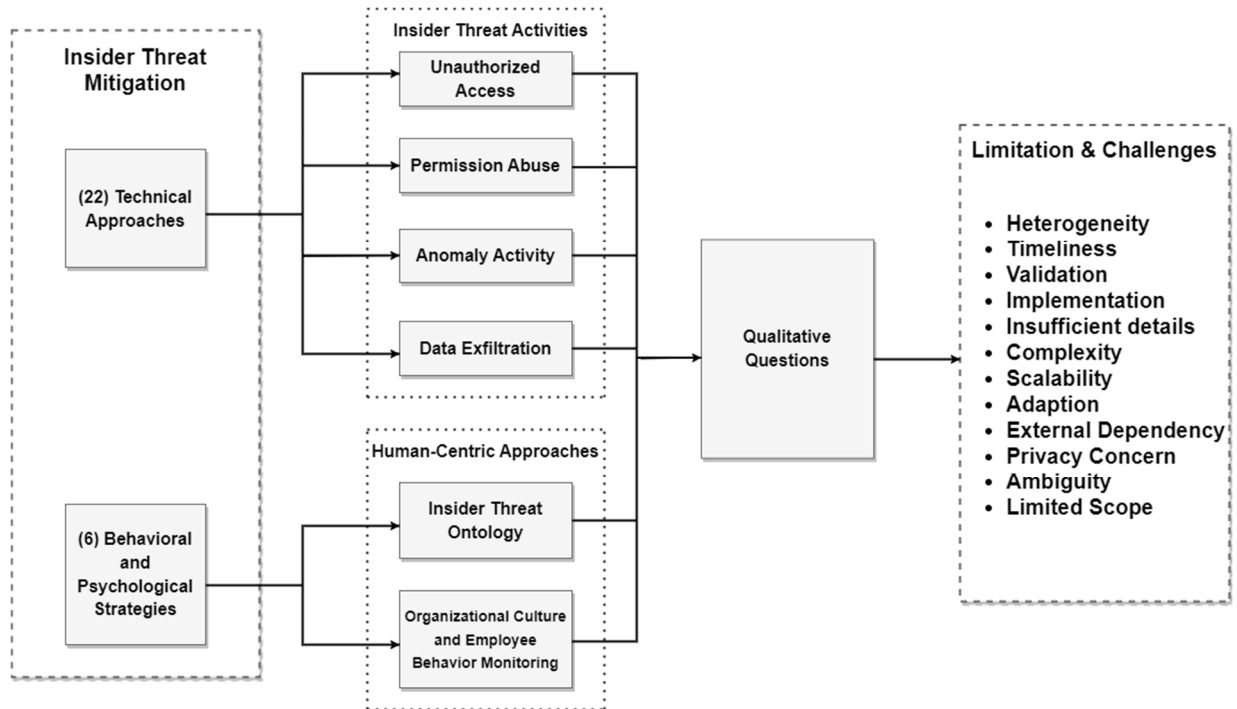 Insider Threat
Mitigation
(22) Technical
Approaches
(6) Behavioral
and
Psychological
Strategies
Insider Threat Activities
Unauthorized
Access
Permission Abuse
Anomaly Activity
Data Exfiltration
Human-Centric Approaches
Insider Threat
Ontology
Organizational Culture
and Employee
Behavior Monitoring
Qualitative
Questions
Limitation & Challenges
• Heterogeneity
• Timeliness
• Validation
• Implementation
• Insufficient details
• Complexity
• Scalability
• Adaption
• External Dependency
• Privacy Concern
• Ambiguity
• Limited Scope